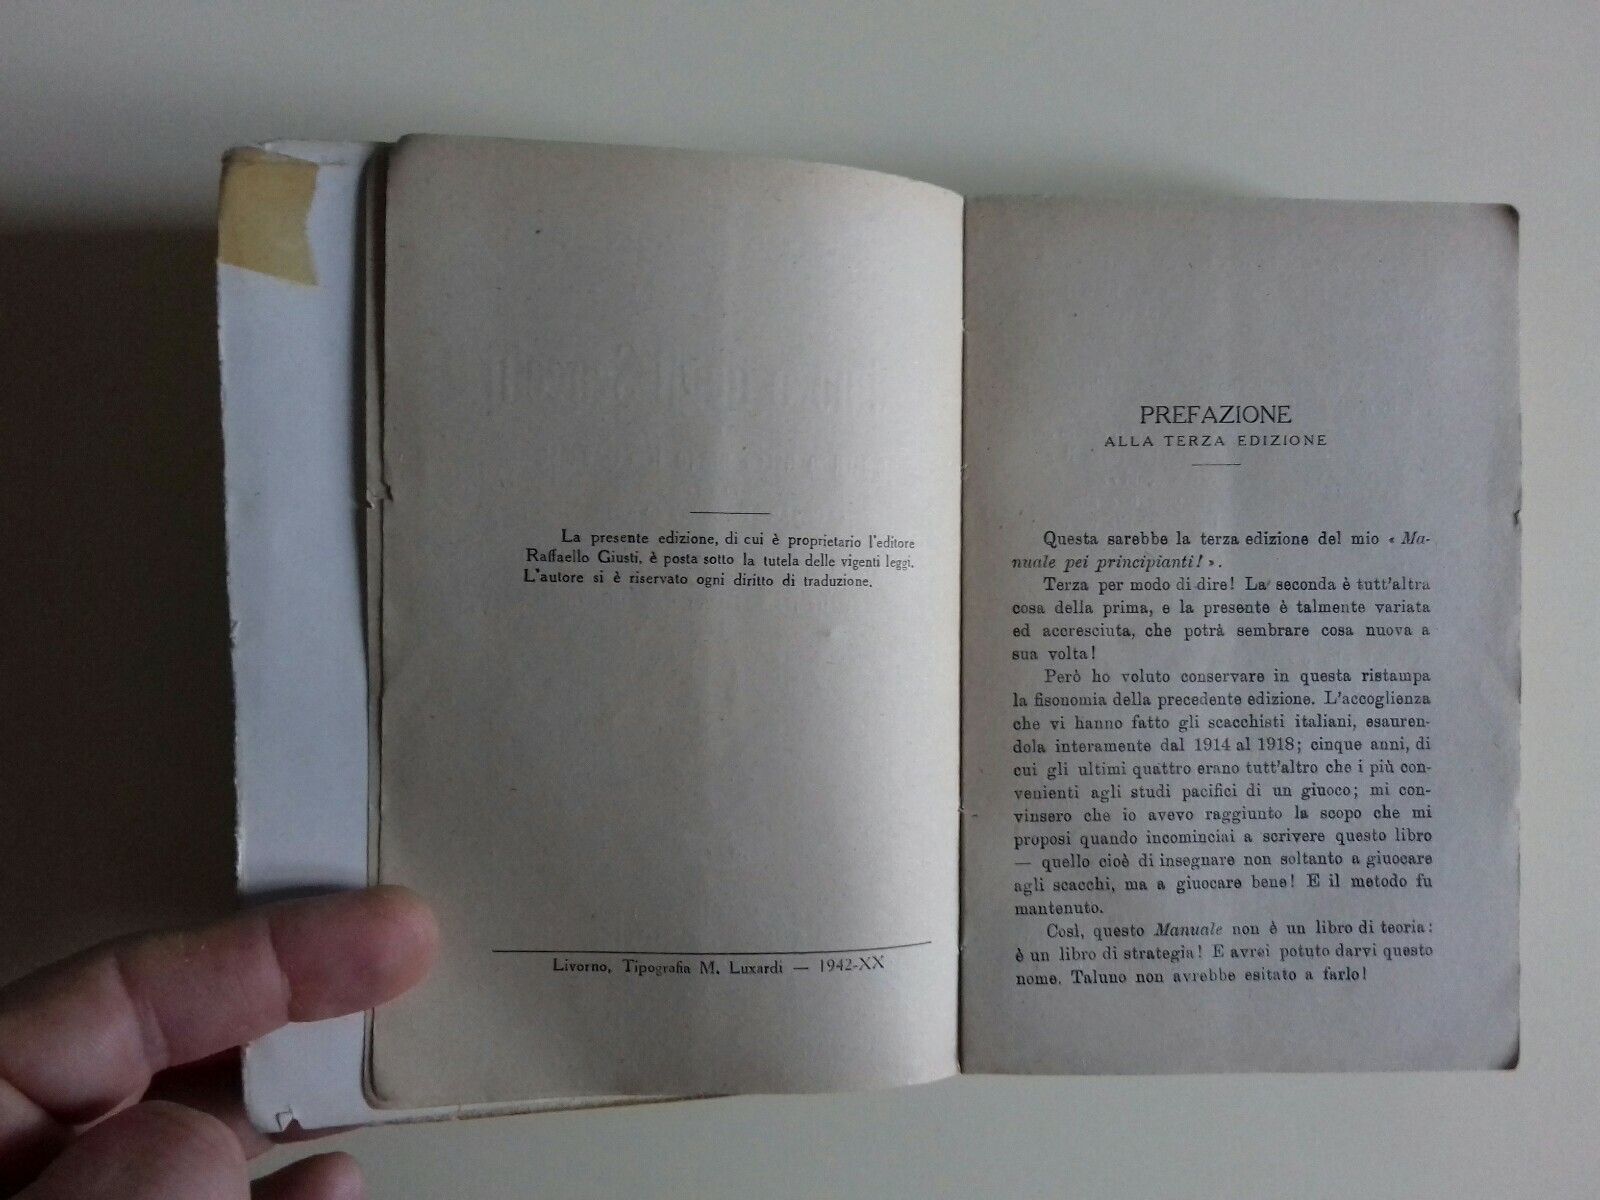 La presente edizione, di cui è proprietario l'editore
Raffaello Giusti, è posta sotto la tutela delle vigenti leggi.
L'autore si è riservato ogni diritto di traduzione.
Livorno, Tipografia M. Luxardi — 1942-XX
PREFAZIONE
ALLA TERZA EDIZIONE
Questa sarebbe la terza edizione del mio « Ma-
nuale pei principianti! ».
Terza per modo di dire! La seconda è tutt'altra
cosa della prima, e la presente è talmente variata
ed accresciuta, che potrà sembrare cosa nuova a
sua volta!
Però ho voluto conservare in questa ristampa
la fisonomia della precedente edizione. L'accoglienza
che vi hanno fatto gli scacchisti italiani, esauren-
dola interamente dal 1914 al 1918; cinque anni, di
cui gli ultimi quattro erano tutt'altro che i più con-
venienti agli studi pacifici di un giuoco; mi con-
vinsero che io avevo raggiunto lo scopo che mi
proposi quando incominciai a scrivere questo libro
— quello cioè di insegnare non soltanto a giuocare
agli scacchi, ma a giuocare bene! E il metodo fu
mantenuto.
Così, questo Manuale non è un libro di teoria:
è un libro di strategia! E avrei potuto darvi questo
nome. Taluno non avrebbe esitato a farlo!